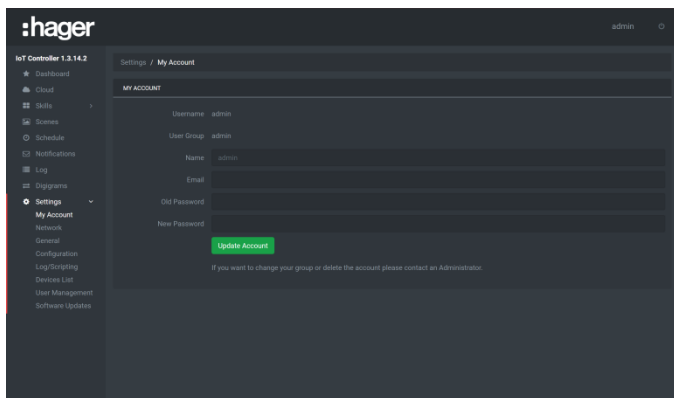 :hager
admin
IoT Controller 1.3.14.2
Dashboard
Cloud
Skills
Scenes
Schedule
Notifications
Log
Digigrams
Settings
My Account
Network
General
Configuration
Log/Scripting
Devices List
User Management
Software Updates
Settings / My Account
MY ACCOUNT
Username admin
User Group admin
Name admin
Email
Old Password
New Password
Update Account
If you want to change your group or delete the account please contact an Administrator.